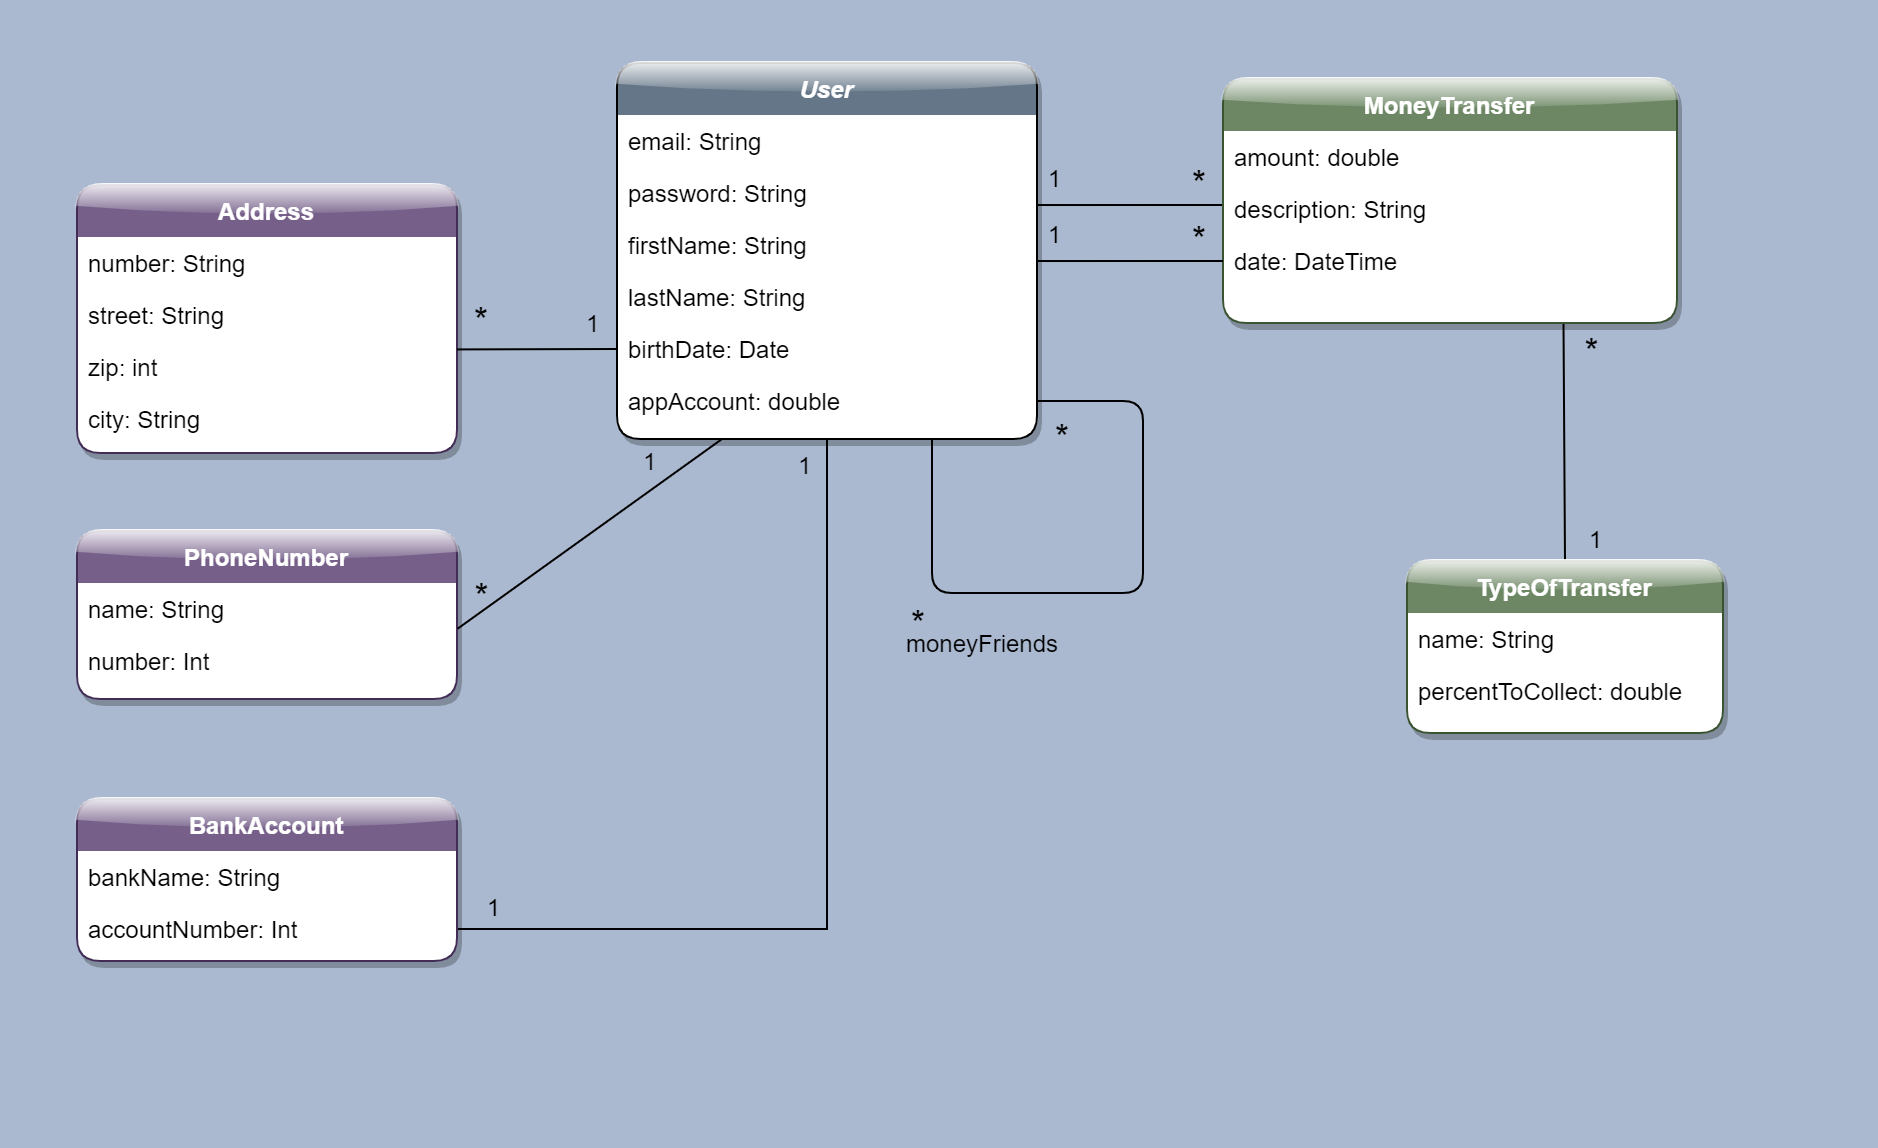 User
email: String
password: String
firstName: String
lastName: String
birthDate: Date
appAccount: double
MoneyTransfer
amount: double
description: String
date: DateTime
1 *
1 *
Address
number: String
street: String
zip: int
city: String
* 1
*
*
moneyFriends
*
1
1
1
PhoneNumber
name: String
number: Int
*
TypeOfTransfer
name: String
percentToCollect: double
BankAccount
bankName: String
accountNumber: Int
1